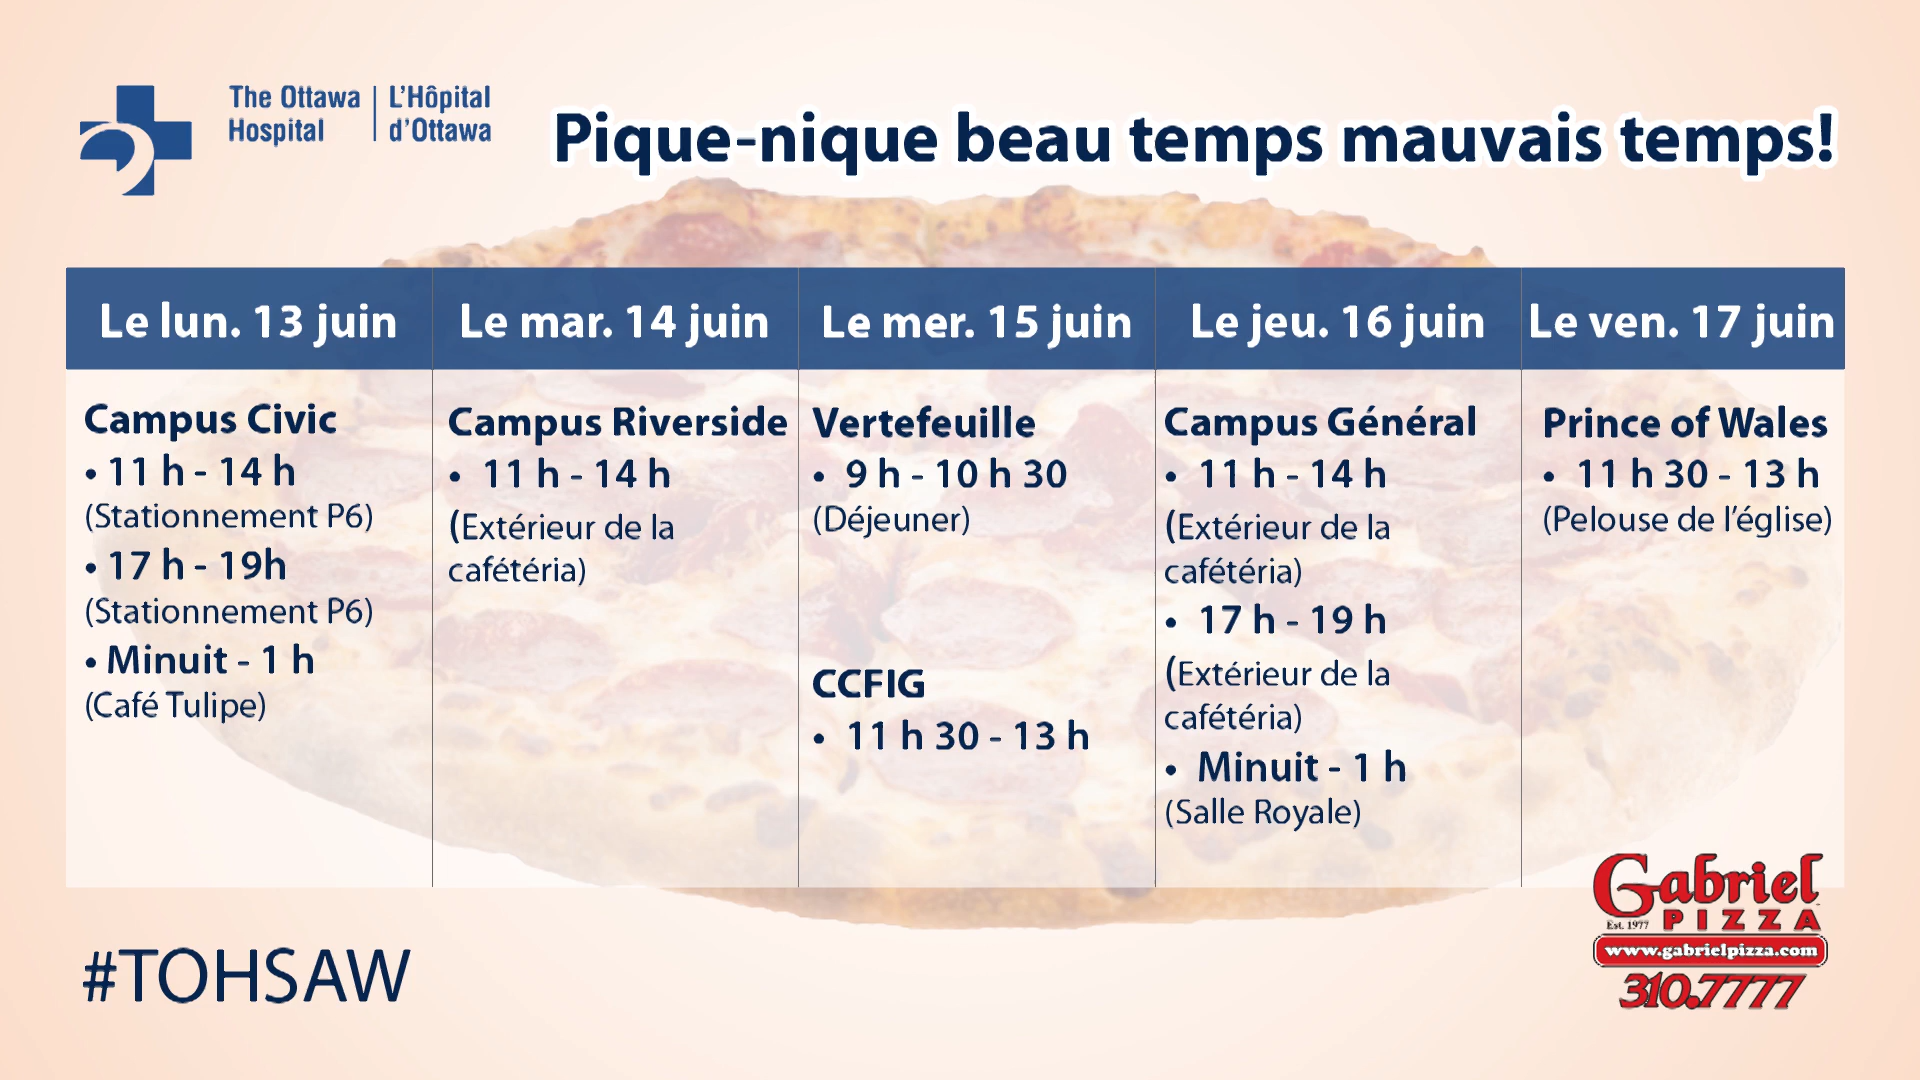 The Ottawa Hospital
L'Hôpital d'Ottawa
Pique-nique beau temps mauvais temps!
Le lun. 13 juin
Campus Civic
• 11 h - 14 h
(Stationnement P6)
• 17 h - 19h
(Stationnement P6)
• Minuit - 1 h
(Café Tulipe)
Le mar. 14 juin
Campus Riverside
• 11 h - 14 h
(Extérieur de la
cafétéria)
Le mer. 15 juin
Vertefeuille
• 9 h - 10 h 30
(Déjeuner)
CCFIG
• 11 h 30 - 13 h
Le jeu. 16 juin
Campus Général
• 11 h - 14 h
(Extérieur de la
cafétéria)
• 17 h - 19 h
(Extérieur de la
cafétéria)
• Minuit - 1 h
(Salle Royale)
Le ven. 17 juin
Prince of Wales
• 11 h 30 - 13 h
(Pelouse de l'église)
#TOHSAW
Gabriel
Est. 1977 PIZZA
www.gabrielpizza.com
310.7777